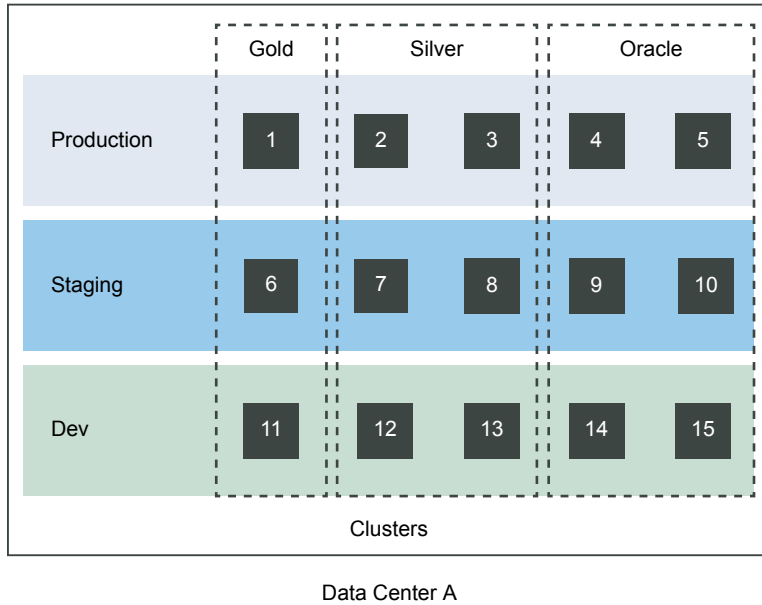 Gold Silver Oracle
Production 1 2 3 4 5
Staging 6 7 8 9 10
Dev 11 12 13 14 15
Clusters
Data Center A